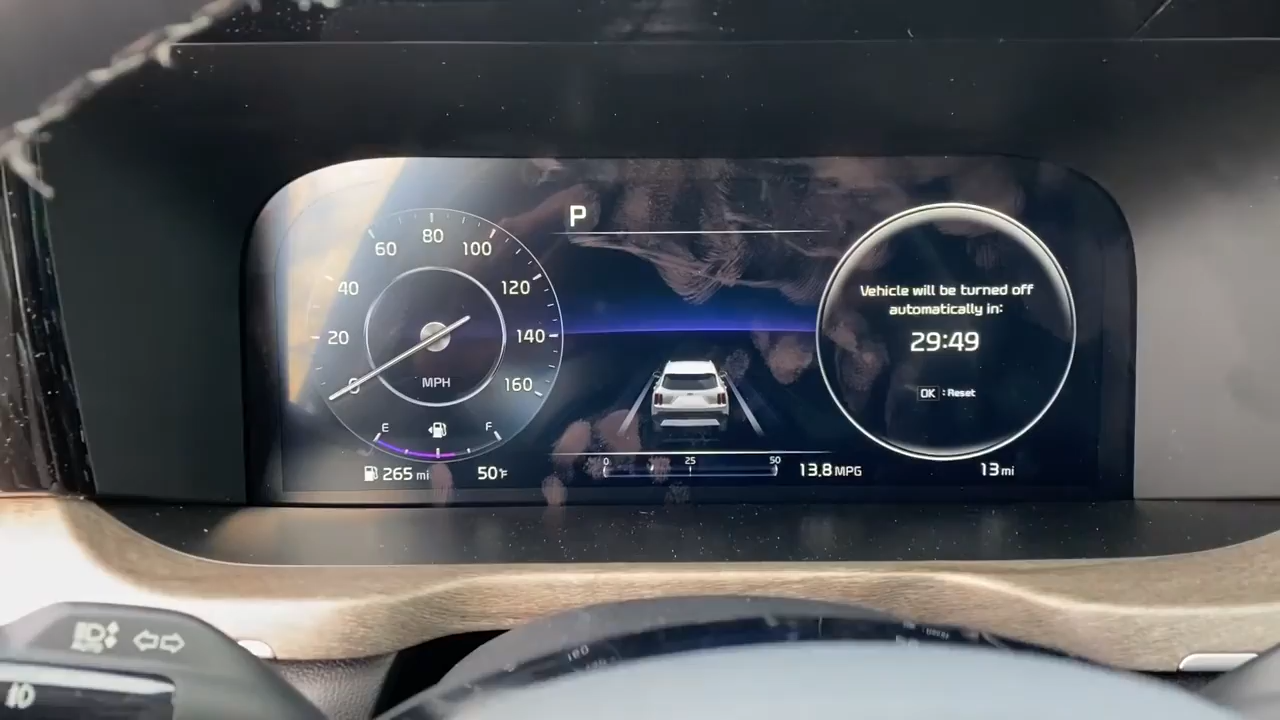 P
0
20
40
60
80
100
120
140
160
MPH
E
F
265 mi
50°F
0
25
50
13.8 MPG
Vehicle will be turned off
automatically in:
29:49
OK : Reset
13 mi